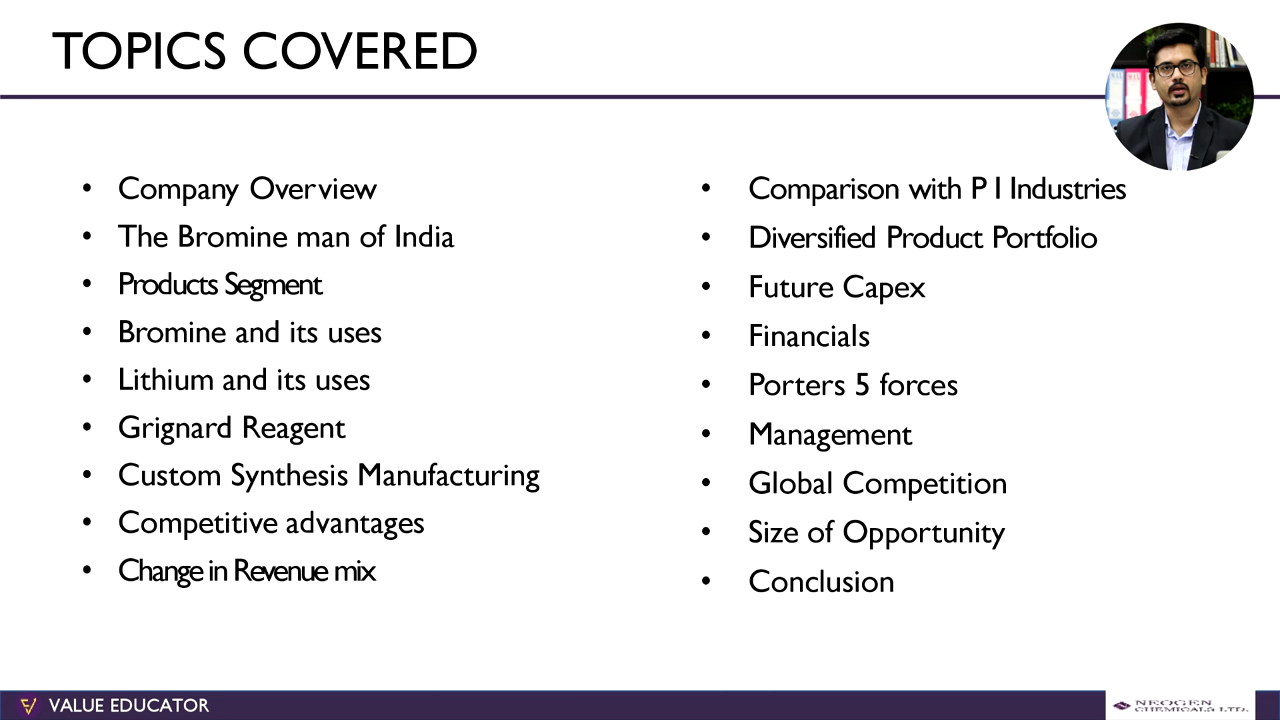 TOPICS COVERED
• Company Overview
• The Bromine man of India
• Products Segment
• Bromine and its uses
• Lithium and its uses
• Grignard Reagent
• Custom Synthesis Manufacturing
• Competitive advantages
• Change in Revenue mix
• Comparison with P I Industries
• Diversified Product Portfolio
• Future Capex
• Financials
• Porters 5 forces
• Management
• Global Competition
• Size of Opportunity
• Conclusion
VALUE EDUCATOR
NEOGEN
CHEMICALS LTD.